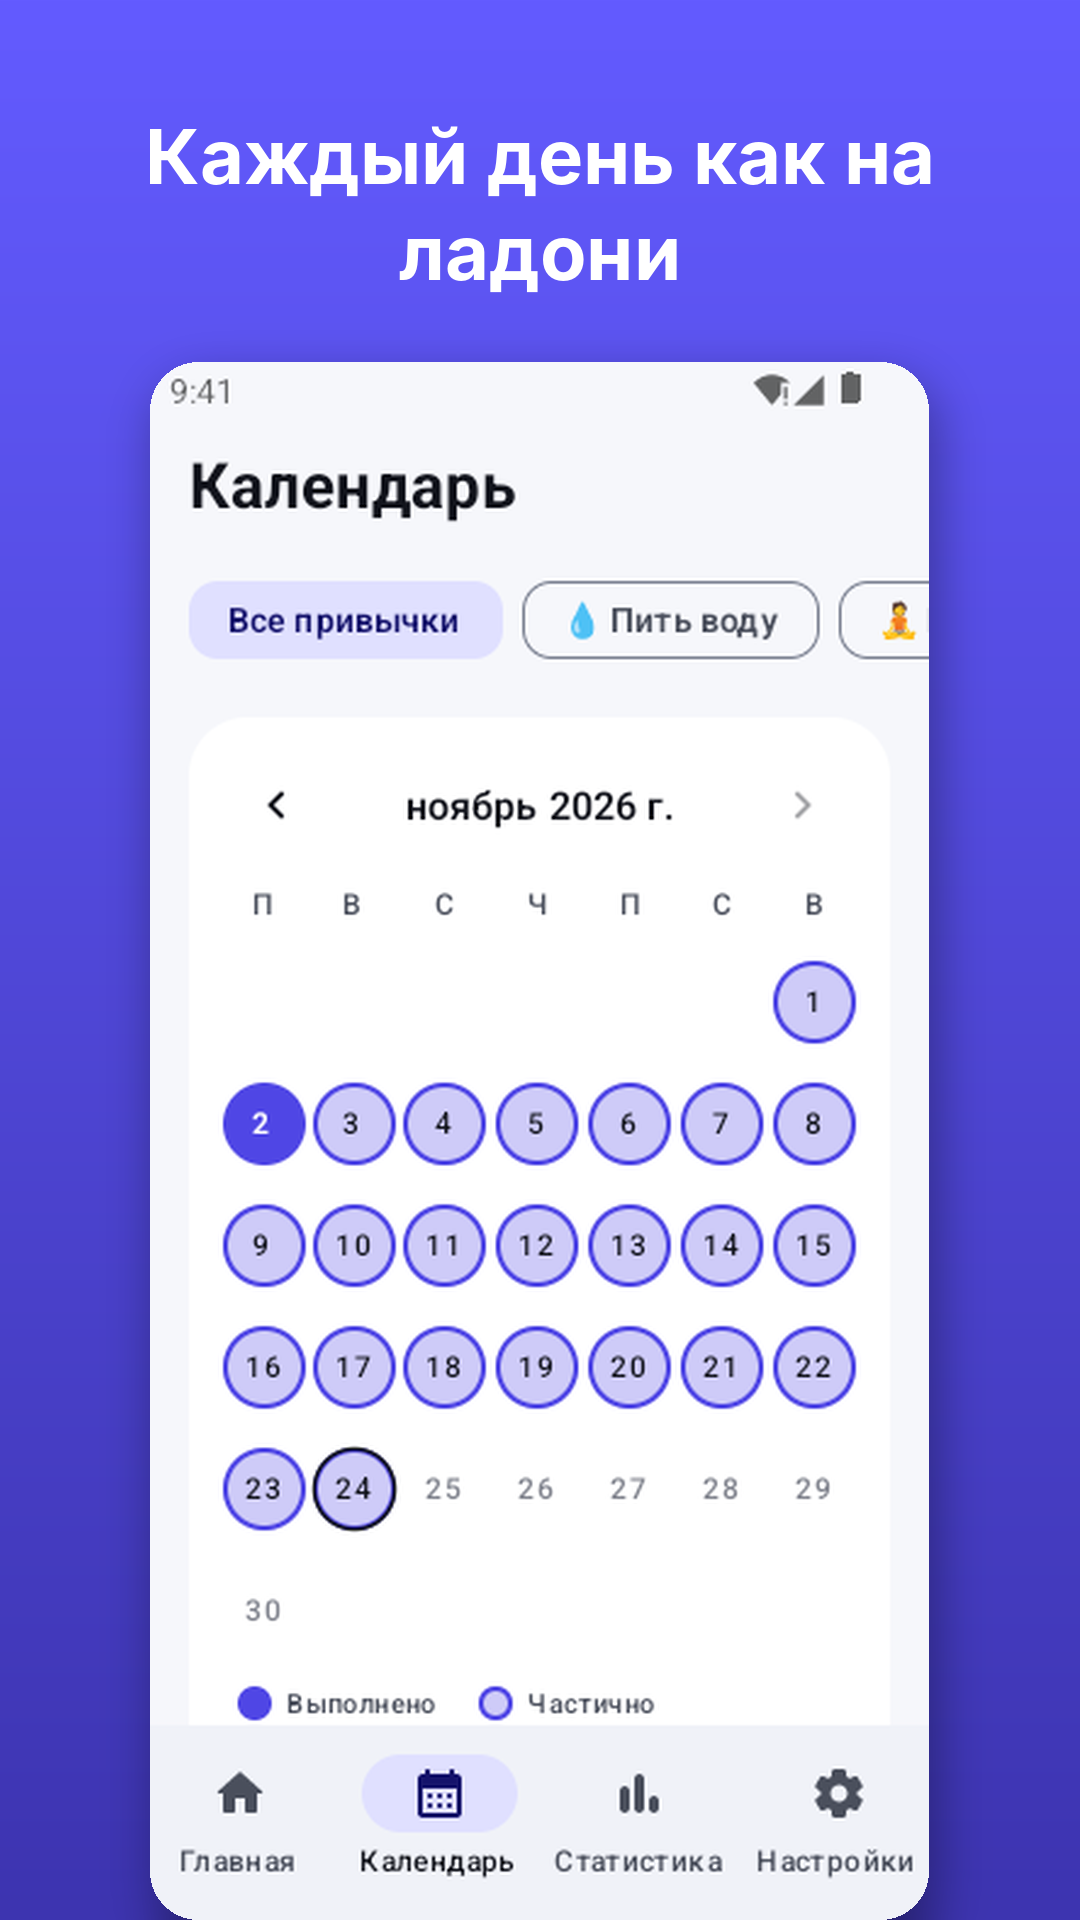 Каждый день как на
ладони
9:41
Календарь
Все привычки
Пить воду
ноябрь 2026 г.
П В С Ч П С В
1
2 3 4 5 6 7 8
9 10 11 12 13 14 15
16 17 18 19 20 21 22
23 24 25 26 27 28 29
30
Выполнено
Частично
Главная
Календарь
Статистика
Настройки